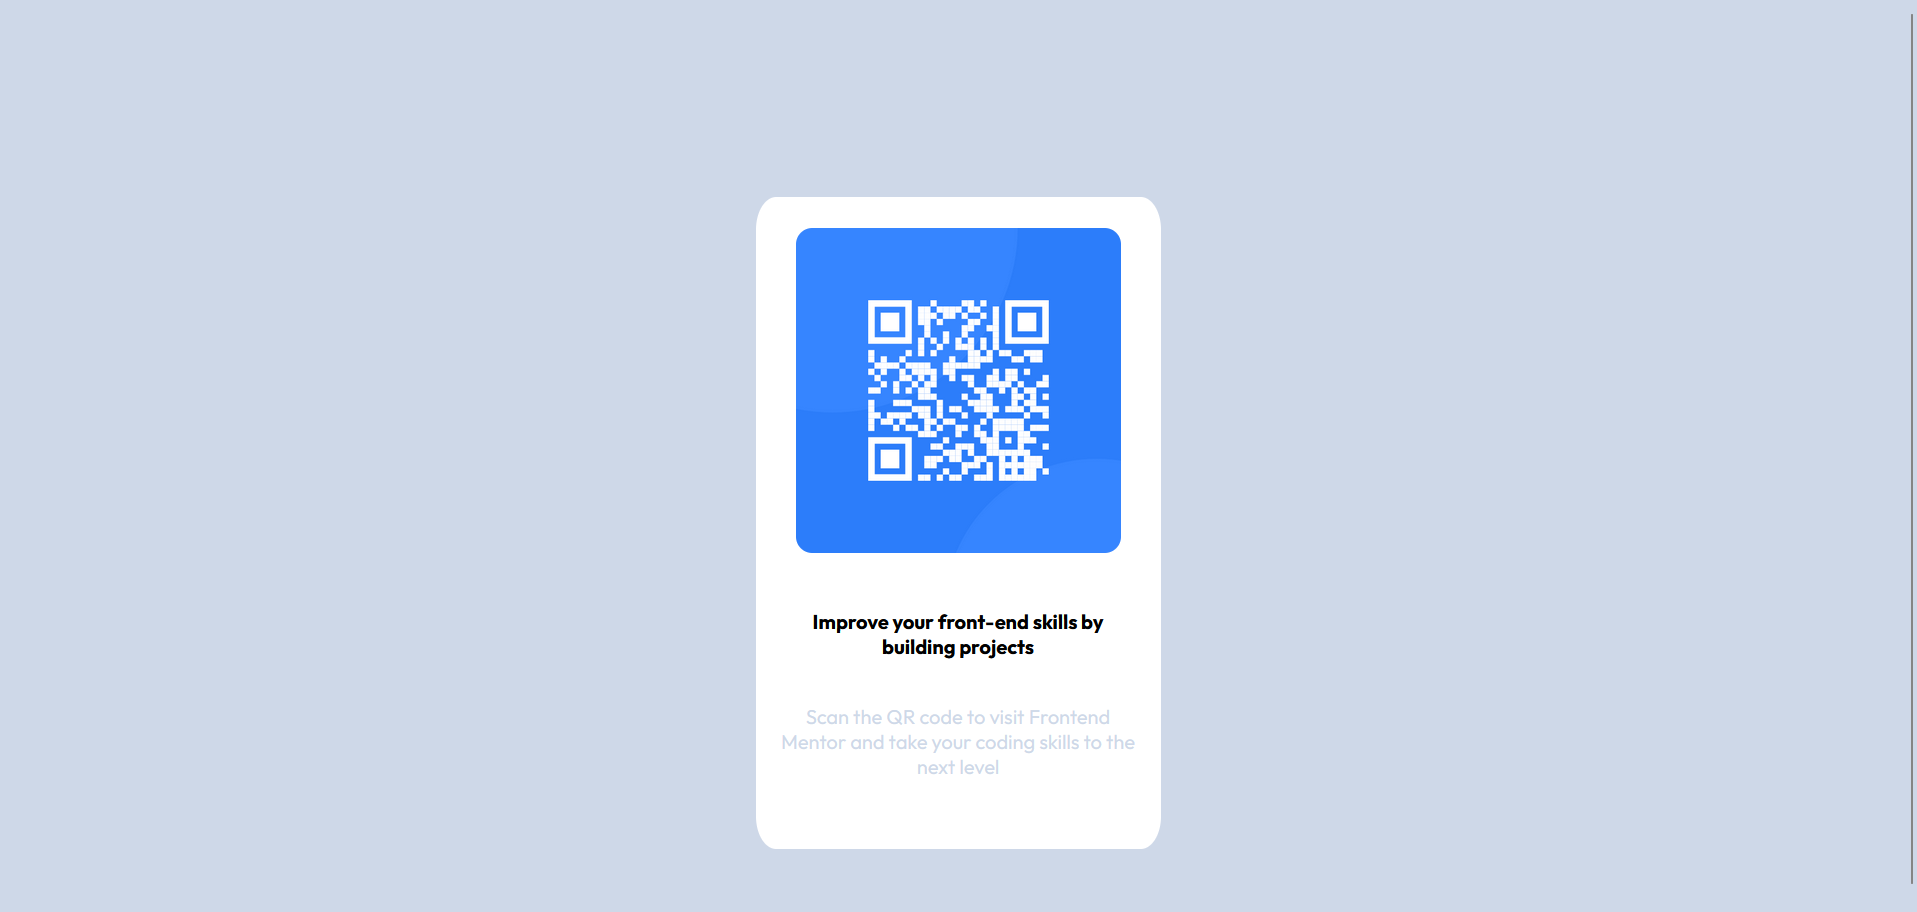 Improve your front-end skills by
building projects
Scan the QR code to visit Frontend
Mentor and take your coding skills to the
next level